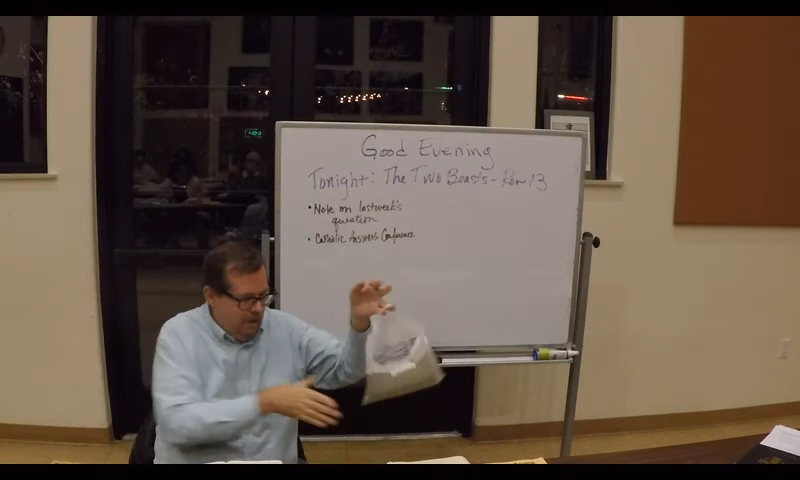 Good Evening
Tonight: The Two Beasts - Rev 13
• Note on last week's
question
• Catholic Answers Conference